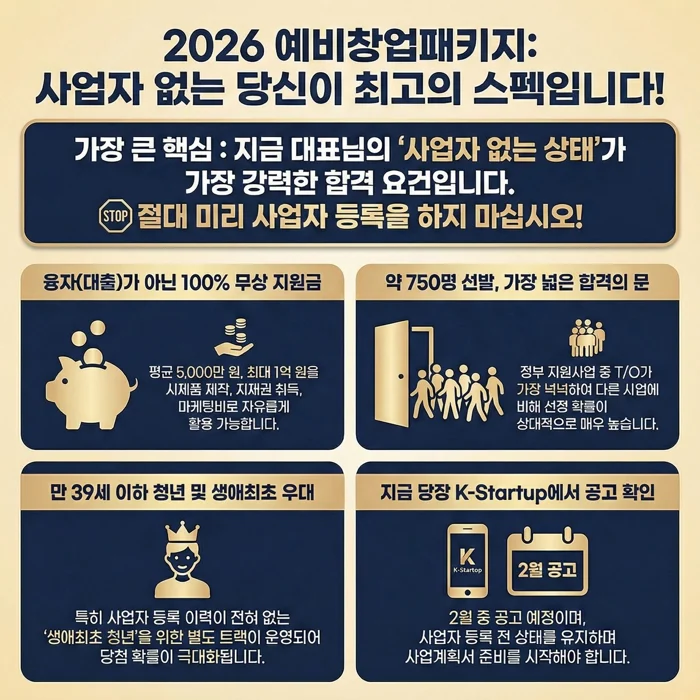 2026 예비창업패키지:
사업자 없는 당신이 최고의 스펙입니다!
가장 큰 핵심 : 지금 대표님의 '사업자 없는 상태'가
가장 강력한 합격 요건입니다.
STOP 절대 미리 사업자 등록을 하지 마십시오!
융자(대출)가 아닌 100% 무상 지원금
평균 5,000만 원, 최대 1억 원을
시제품 제작, 지재권 취득,
마케팅비로 자유롭게
활용 가능합니다.
약 750명 선발, 가장 넓은 합격의 문
정부 지원사업 중 T/O가
가장 넉넉하여 다른 사업에
비해 선정 확률이
상대적으로 매우 높습니다.
만 39세 이하 청년 및 생애최초 우대
특히 사업자 등록 이력이 전혀 없는
'생애최초 청년'을 위한 별도 트랙이 운영되어
당첨 확률이 극대화됩니다.
지금 당장 K-Startup에서 공고 확인
K
K-Startop
2월 공고
2월 중 공고 예정이며,
사업자 등록 전 상태를 유지하며
사업계획서 준비를 시작해야 합니다.